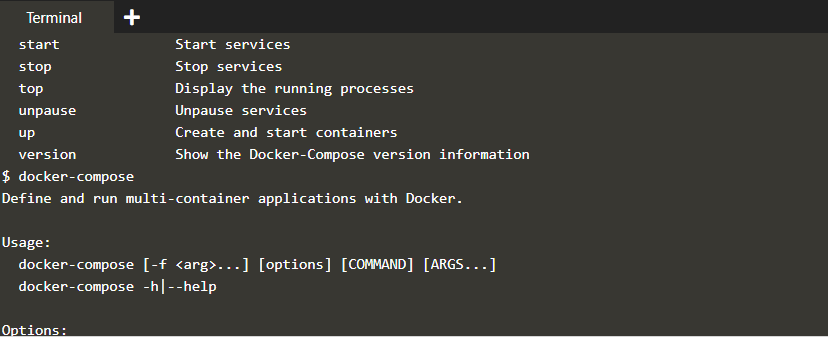 Terminal
start Start services
stop Stop services
top Display the running processes
unpause Unpause services
up Create and start containers
version Show the Docker-Compose version information
$ docker-compose
Define and run multi-container applications with Docker.
Usage:
docker-compose [-f <arg>...] [options] [COMMAND] [ARGS...]
docker-compose -h|--help
Options: